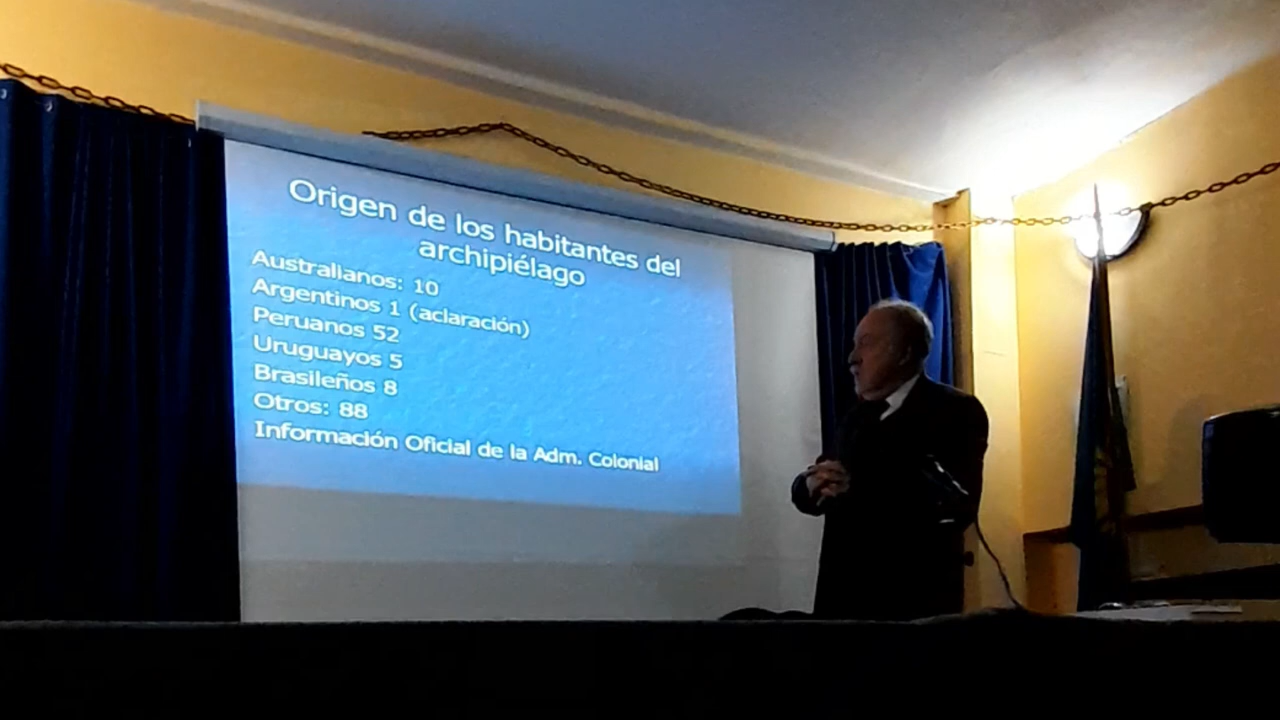 Origen de los habitantes del
archipiélago
Australianos: 10
Argentinos 1 (aclaración)
Peruanos 52
Uruguayos 5
Brasileños 8
Otros: 88
Información Oficial de la Adm. Colonial